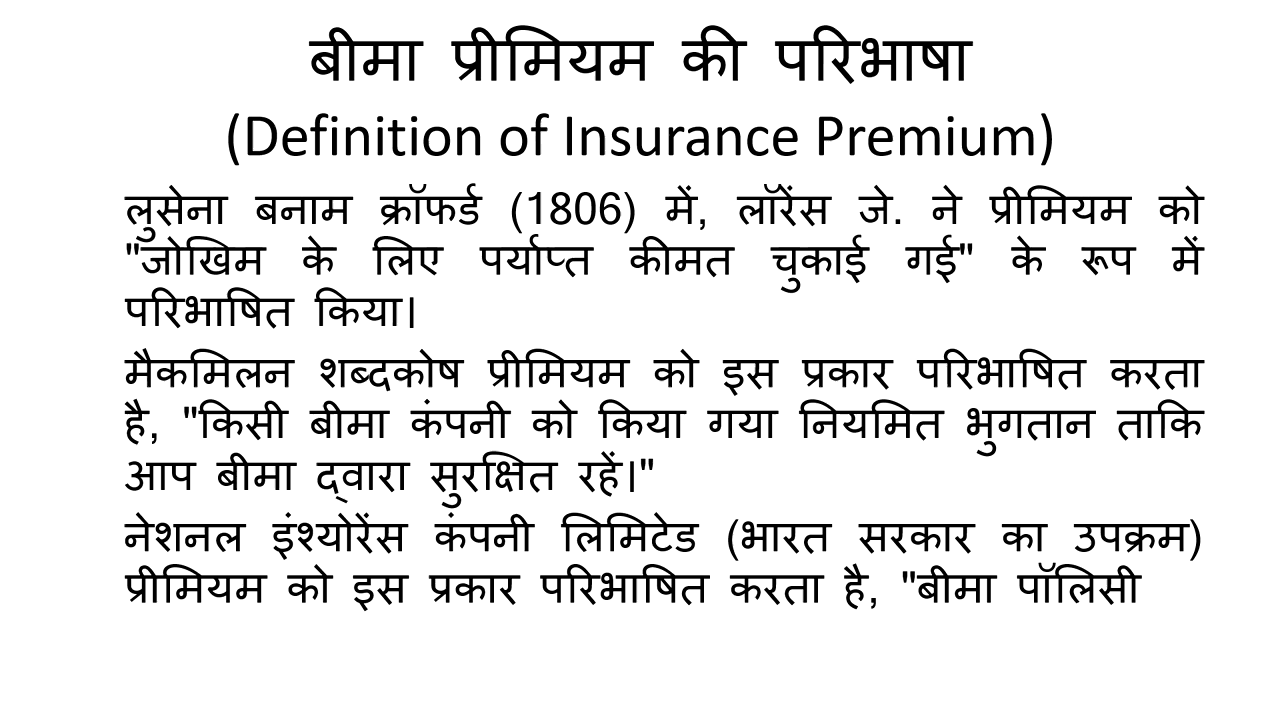 बीमा प्रीमियम की परिभाषा
(Definition of Insurance Premium)
लुसेना बनाम क्रॉफर्ड (1806) में, लॉरेंस जे. ने प्रीमियम को
"जोखिम के लिए पर्याप्त कीमत चुकाई गई" के रूप में
परिभाषित किया।
मैकमिलन शब्दकोष प्रीमियम को इस प्रकार परिभाषित करता
है, "किसी बीमा कंपनी को किया गया नियमित भुगतान ताकि
आप बीमा द्वारा सुरक्षित रहें।"
नेशनल इंश्योरेंस कंपनी लिमिटेड (भारत सरकार का उपक्रम)
प्रीमियम को इस प्रकार परिभाषित करता है, "बीमा पॉलिसी